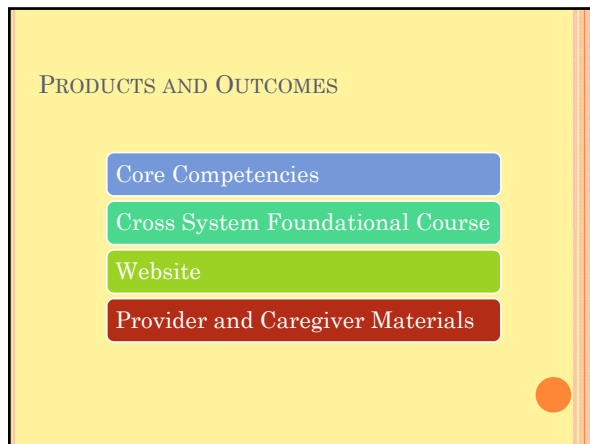 PRODUCTS AND OUTCOMES
Core Competencies
Cross System Foundational Course
Website
Provider and Caregiver Materials